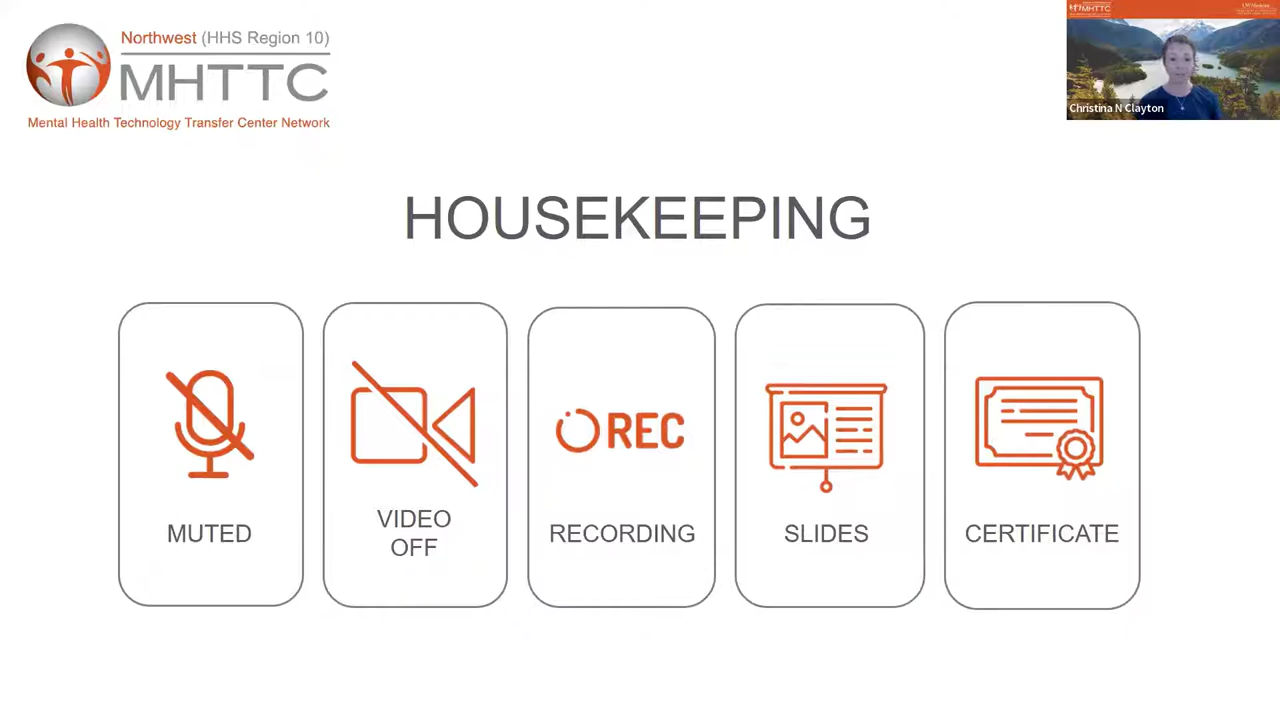 Northwest (HHS Region 10)
MHTTC
Mental Health Technology Transfer Center Network
MHTTC
Christina N Clayton
HOUSEKEEPING
REC
MUTED
VIDEO
OFF
RECORDING
SLIDES
CERTIFICATE